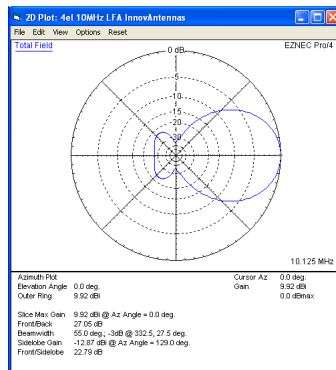 2D Plot: 4el 10MHz LFA InnovAntennas
File Edit View Options Reset
Total Field
EZNEC Pro/4
0 dB
-5
-10
-15
-20
-30
10.125 MHz
Azimuth Plot
Elevation Angle 0.0 deg.
Outer Ring 9.92 dBi
Cursor Az 0.0 deg.
Gain 9.92 dBi
0.0 dBmax
Slice Max Gain 9.92 dBi @ Az Angle = 0.0 deg.
Front/Back 27.05 dB
Beamwidth 55.0 deg.; -3dB @ 332.5, 27.5 deg.
Sidelobe Gain -12.87 dBi @ Az Angle = 129.0 deg.
Front/Sidelobe 22.79 dB